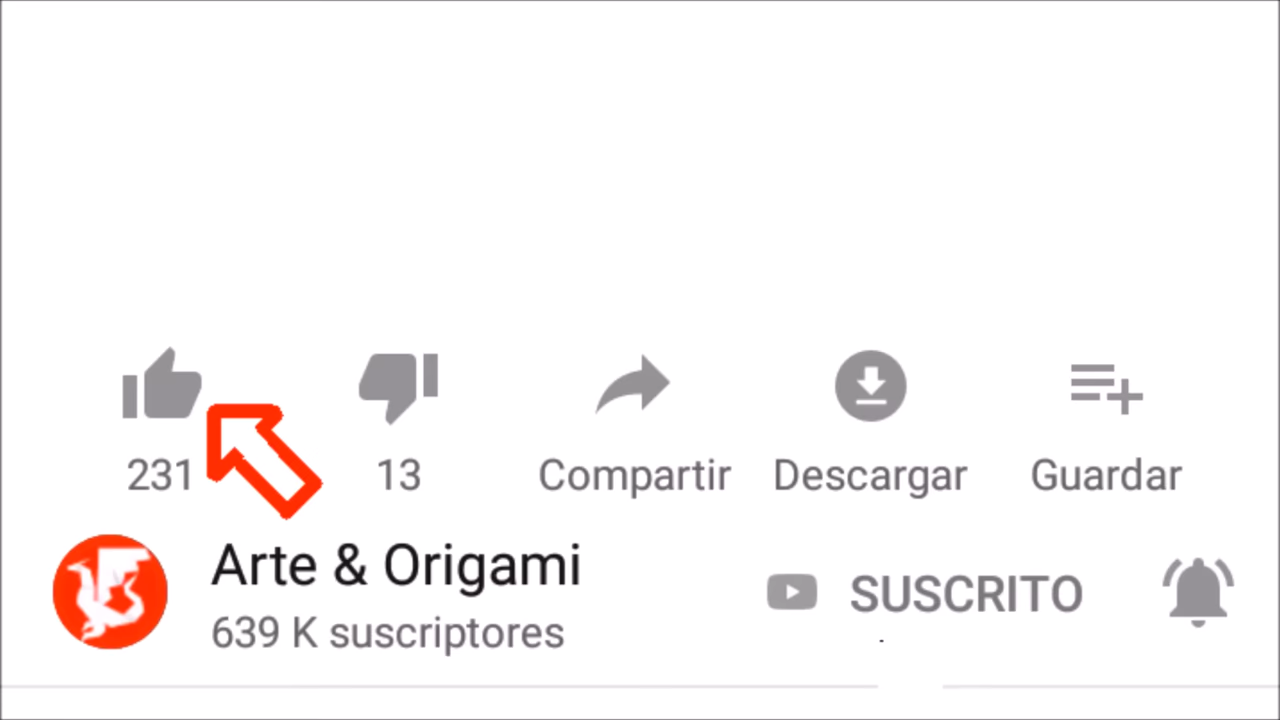 231 13 Compartir Descargar Guardar
Arte & Origami
639 K suscriptores
SUSCRITO